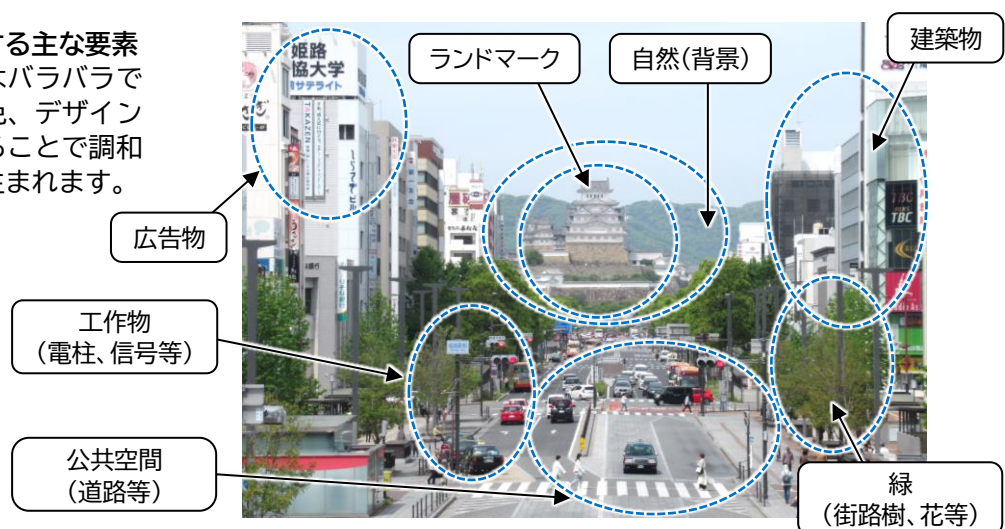 する主な要素
はバラバラで
色、デザイン
ることで調和
生まれます。
ランドマーク
自然(背景)
建築物
広告物
工作物
(電柱、信号等)
公共空間
(道路等)
緑
(街路樹、花等)
姫路
協大学
サテライト
TAKAZEN
TBC
TBC